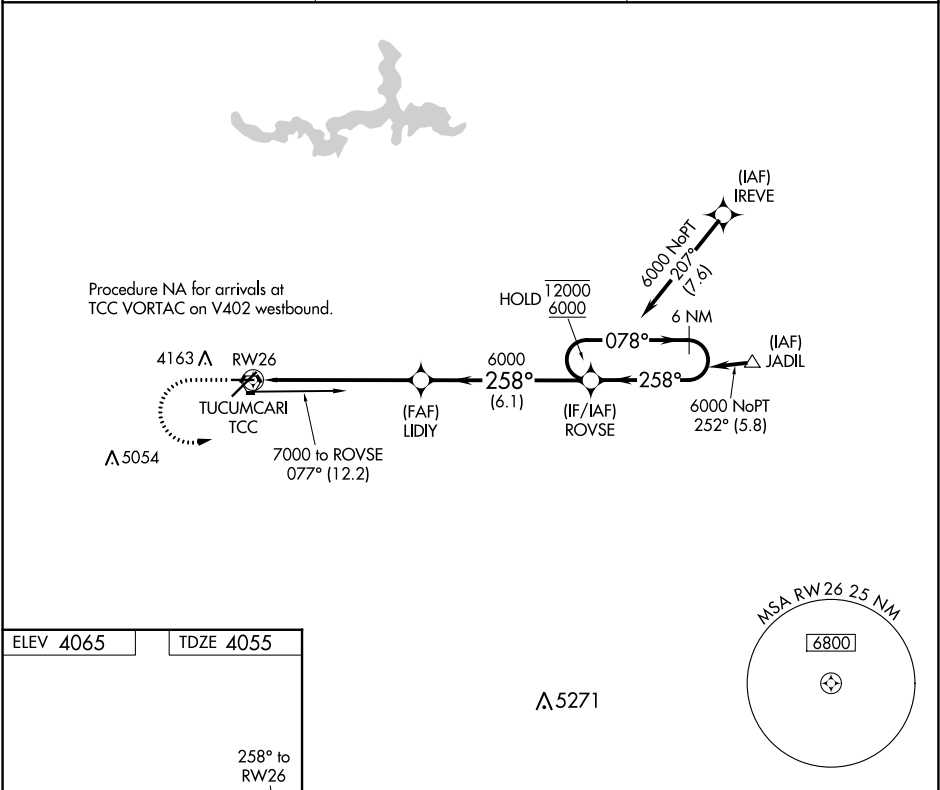 (IAF)
IREVE
6000 NoPT
207°
(7.6)
Procedure NA for arrivals at
TCC VORTAC on V402 westbound.
HOLD 12000
6000
6 NM
078°
(IAF)
JADIL
4163
RW26
6000
258°
(6.1)
258°
6000 NoPT
252° (5.8)
TUCUMCARI
TCC
(FAF)
LIDIY
(IF/IAF)
ROVSE
5054
7000 to ROVSE
077° (12.2)
MSA RW26 25 NM
6800
ELEV 4065
TDZE 4055
5271
258° to
RW26